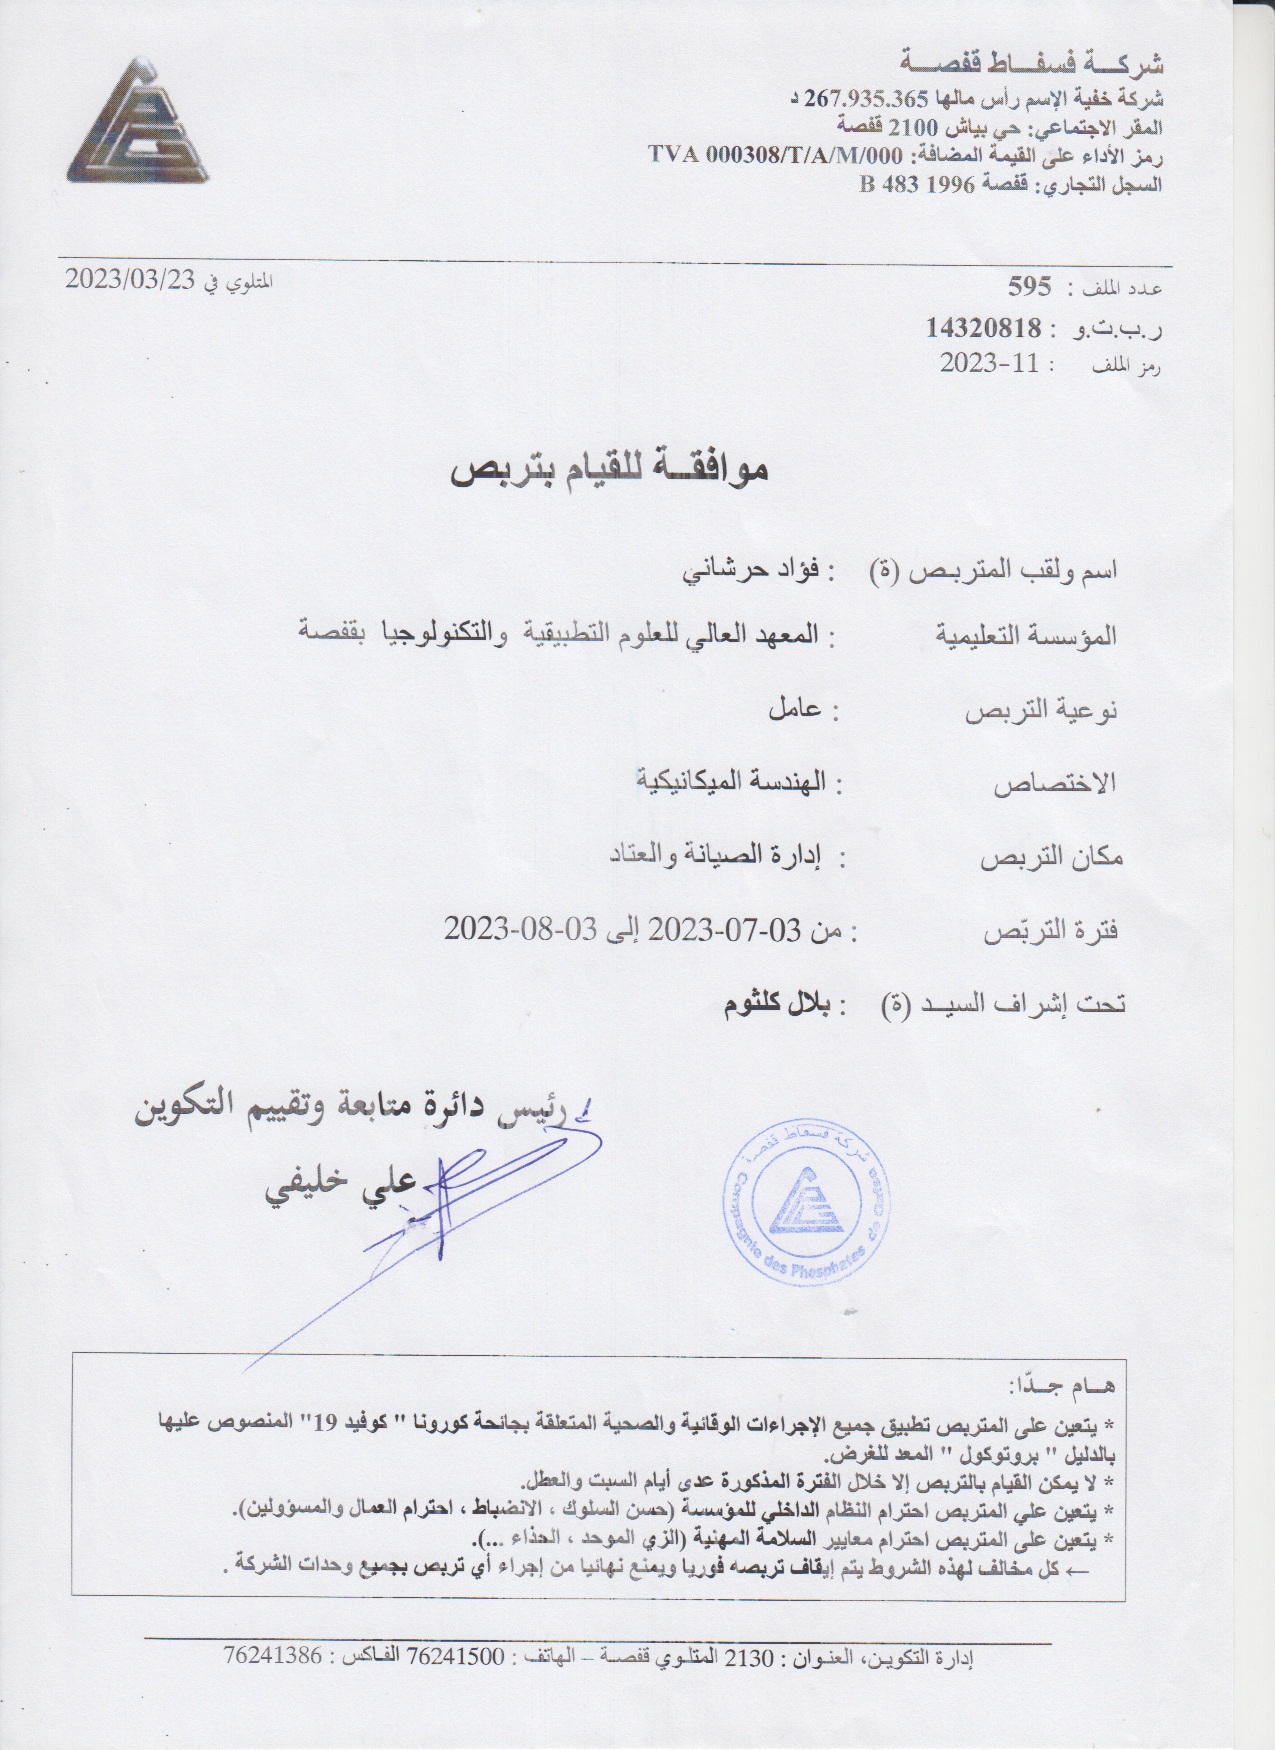 شركـــة فسفـــاط قفصـــة
شركة خفية الإسم رأس مالها 267.935.365 د
المقر الاجتماعي: حي بياش 2100 قفصة
رمز الأداء على القيمة المضافة: TVA 000308/T/A/M/000
السجل التجاري: قفصة B 483 1996
المتلوي في 2023/03/23
عدد الملف : 595
ر.ب.ت.و : 14320818
رمز الملف : 2023-11
موافقــة للقيام بتربص
اسم ولقب المتربص (ة) : فؤاد حرشاني
المؤسسة التعليمية : المعهد العالي للعلوم التطبيقية والتكنولوجيا بقفصة
نوعية التربص : عامل
الاختصاص : الهندسة الميكانيكية
مكان التربص : إدارة الصيانة والعتاد
فترة التربّص : من 03-07-2023 إلى 03-08-2023
تحت إشراف السيــد (ة) : بلال كلثوم
رئيس دائرة متابعة وتقييم التكوين
علي خليفي
شركة فسفاط قفصة
Compagnie des Phosphates de Gafsa
هــام جــدّا:
* يتعين على المتربص تطبيق جميع الإجراءات الوقائية والصحية المتعلقة بجائحة كورونا " كوفيد 19" المنصوص عليها
بالدليل " بروتوكول " المعد للغرض.
* لا يمكن القيام بالتربص إلا خلال الفترة المذكورة عدى أيام السبت والعطل.
* يتعين علي المتربص احترام النظام الداخلي للمؤسسة (حسن السلوك ، الانضباط ، احترام العمال والمسؤولين).
* يتعين على المتربص احترام معايير السلامة المهنية (الزي الموحد ، الحذاء ...).
← كل مخالف لهذه الشروط يتم إيقاف تربصه فوريا ويمنع نهائيا من إجراء أي تربص بجميع وحدات الشركة .
إدارة التكوين، العنوان : 2130 المتلوي قفصة – الهاتف : 76241500 الفاكس : 76241386